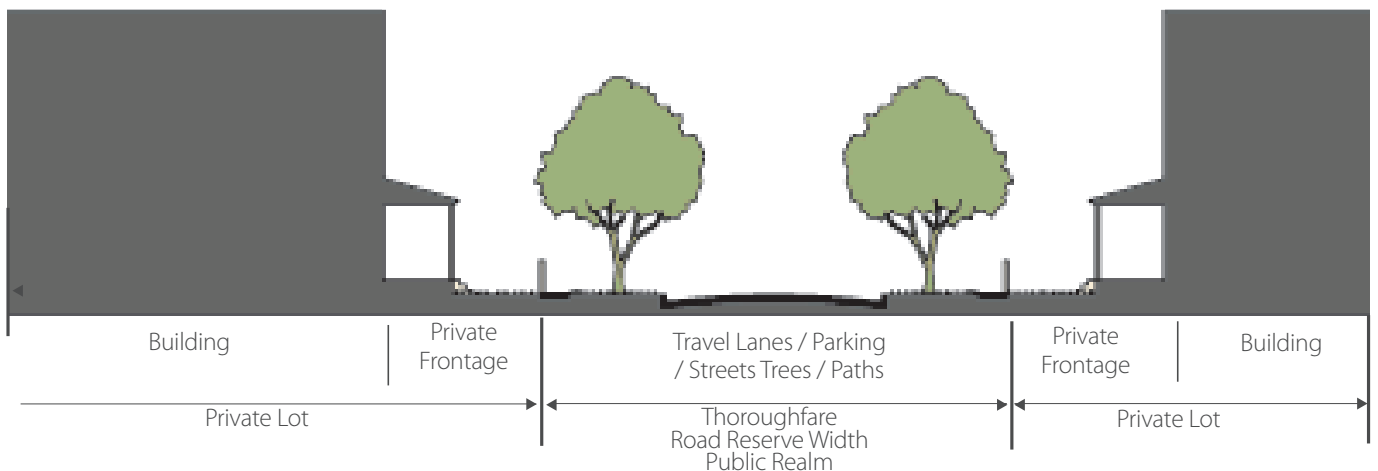 Building
Private
Frontage
Travel Lanes / Parking
/ Streets Trees / Paths
Private
Frontage
Building
Private Lot
Thoroughfare
Road Reserve Width
Public Realm
Private Lot